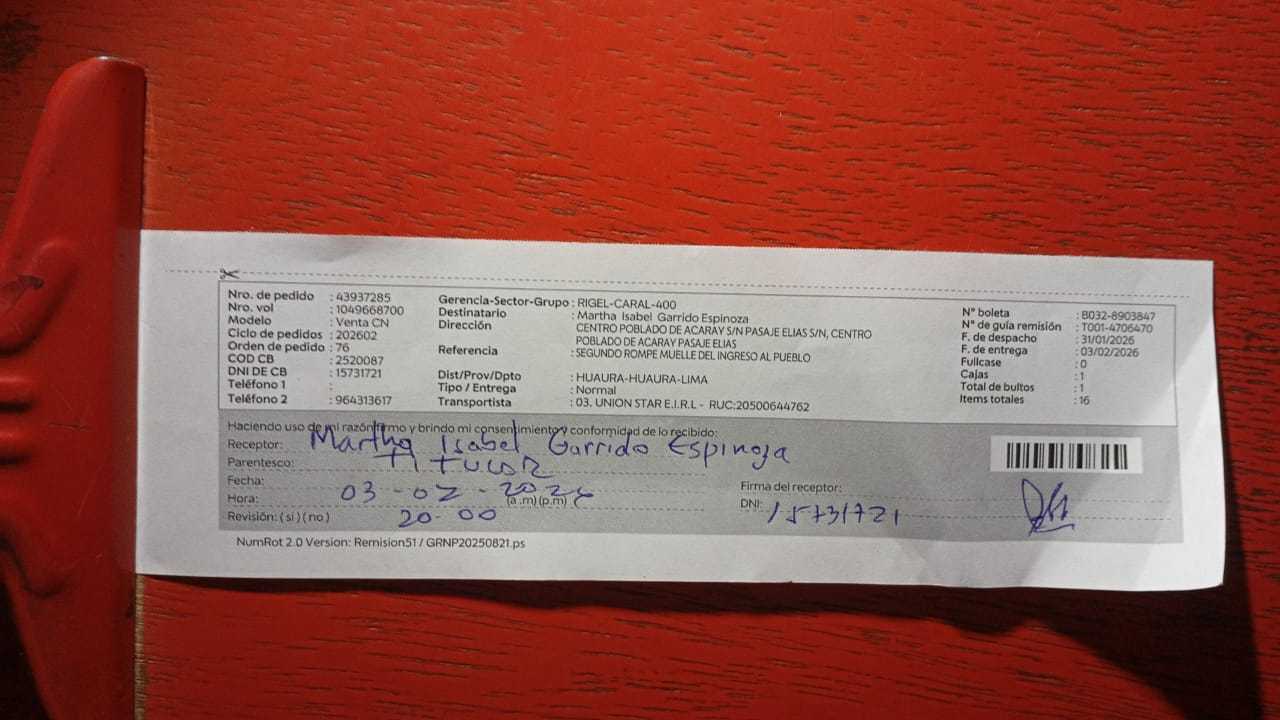 Nro. de pedido : 43937285
Nro. vol : 1049668700
Modelo : Venta CN
Ciclo de pedidos : 202602
Orden de pedido : 76
COD CB : 2520087
DNI DE CB : 15731721
Teléfono 1 :
Teléfono 2 : 964313617
Gerencia-Sector-Grupo : RIGEL-CARAL-400
Destinatario : Martha Isabel Garrido Espinoza
Dirección CENTRO POBLADO DE ACARAY S/N PASAJE ELIAS S/N, CENTRO
POBLADO DE ACARAY PASAJE ELIAS
Referencia : SEGUNDO ROMPE MUELLE DEL INGRESO AL PUEBLO
Dist/Prov/Dpto : HUAURA-HUAURA-LIMA
Tipo / Entrega : Normal
Transportista : 03. UNION STAR E.I.R.L - RUC:20500644762
N° boleta : B032-8903847
N° de guía remisión : T001-4706470
F. de despacho : 31/01/2026
F. de entrega : 03/02/2026
Fullcase : 0
Cajas : 1
Total de bultos : 1
Items totales : 16
Haciendo uso de mi razón firmo y brindo mi consentimiento y conformidad de lo recibido:
Receptor: Martha Isabel Garrido Espinoza
Parentesco: TITULAR
Fecha: 03-02-2026
Hora: 20-00 (a.m) (p.m)
Revisión: ( si ) ( no )
Firma del receptor:
DNI: 15731721
NumRot 2.0 Version: Remision51 / GRNP20250821.ps